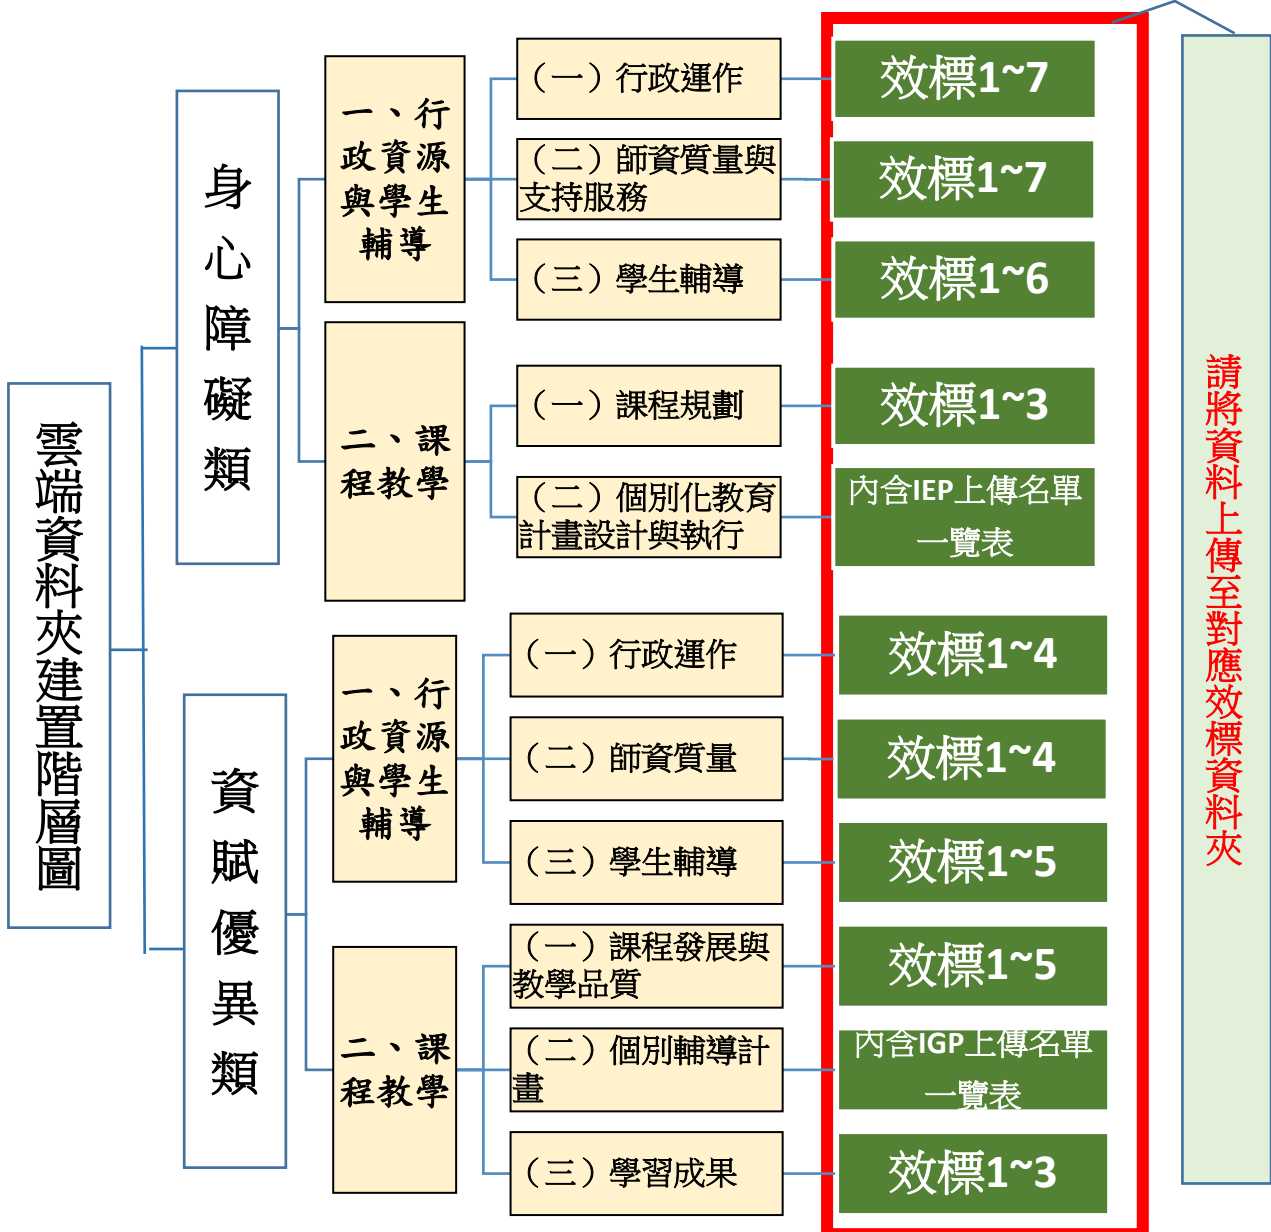 雲端資料夾建置階層圖
身心障礙類
一、行
政資源
與學生
輔導
（一）行政運作
效標1~7
（二）師資質量與
支持服務
效標1~7
（三）學生輔導
效標1~6
二、課
程教學
（一）課程規劃
效標1~3
（二）個別化教育
計畫設計與執行
內含IEP上傳名單
一覽表
資賦優異類
一、行
政資源
與學生
輔導
（一）行政運作
效標1~4
（二）師資質量
效標1~4
（三）學生輔導
效標1~5
二、課
程教學
（一）課程發展與
教學品質
效標1~5
（二）個別輔導計
畫
內含IGP上傳名單
一覽表
（三）學習成果
效標1~3
請將資料上傳至對應效標資料夾